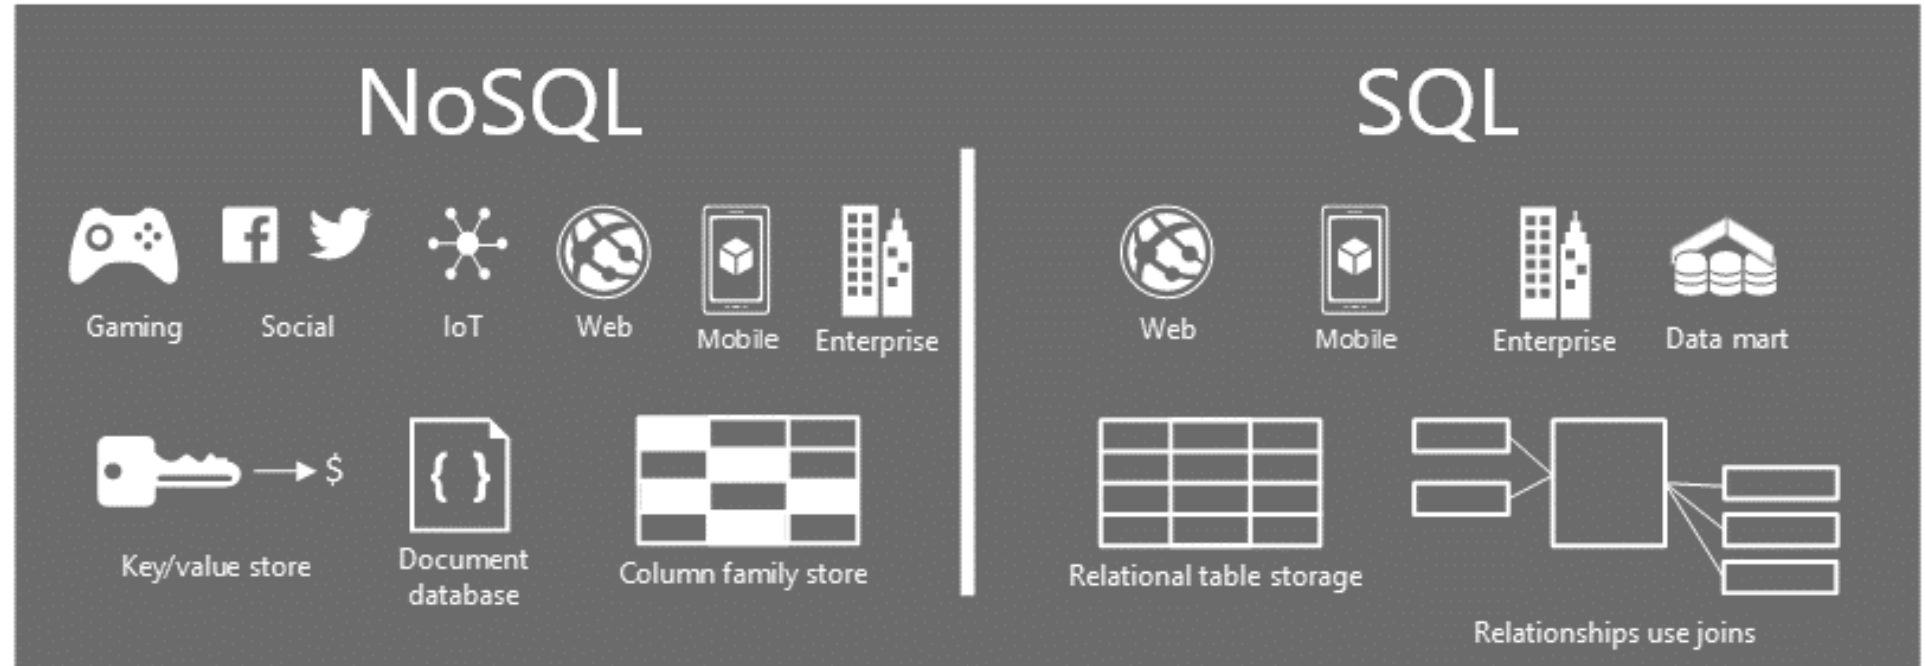 NoSQL
SQL
Gaming
Social
IoT
Web
Mobile
Enterprise
Web
Mobile
Enterprise
Data mart
$
{ }
Key/value store
Document
database
Column family store
Relational table storage
Relationships use joins